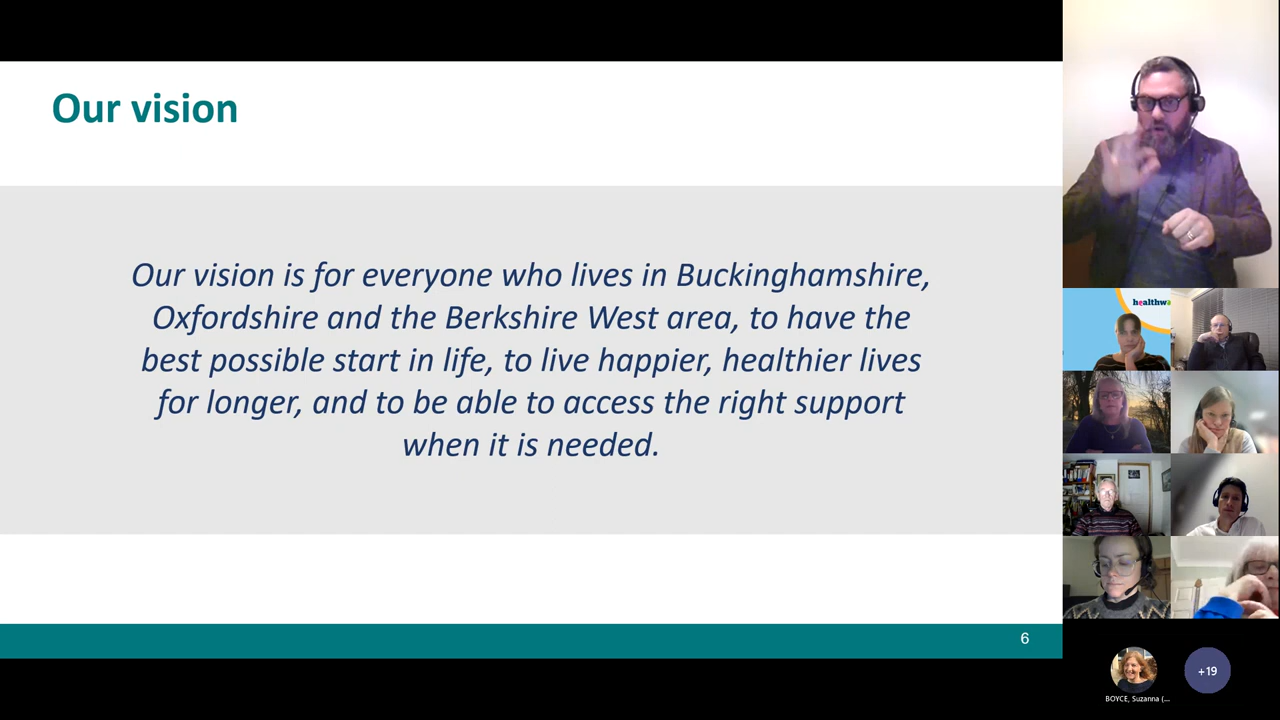 Our vision
Our vision is for everyone who lives in Buckinghamshire,
Oxfordshire and the Berkshire West area, to have the
best possible start in life, to live happier, healthier lives
for longer, and to be able to access the right support
when it is needed.
6
healthwa
+19
BOYCE, Suzanna (...